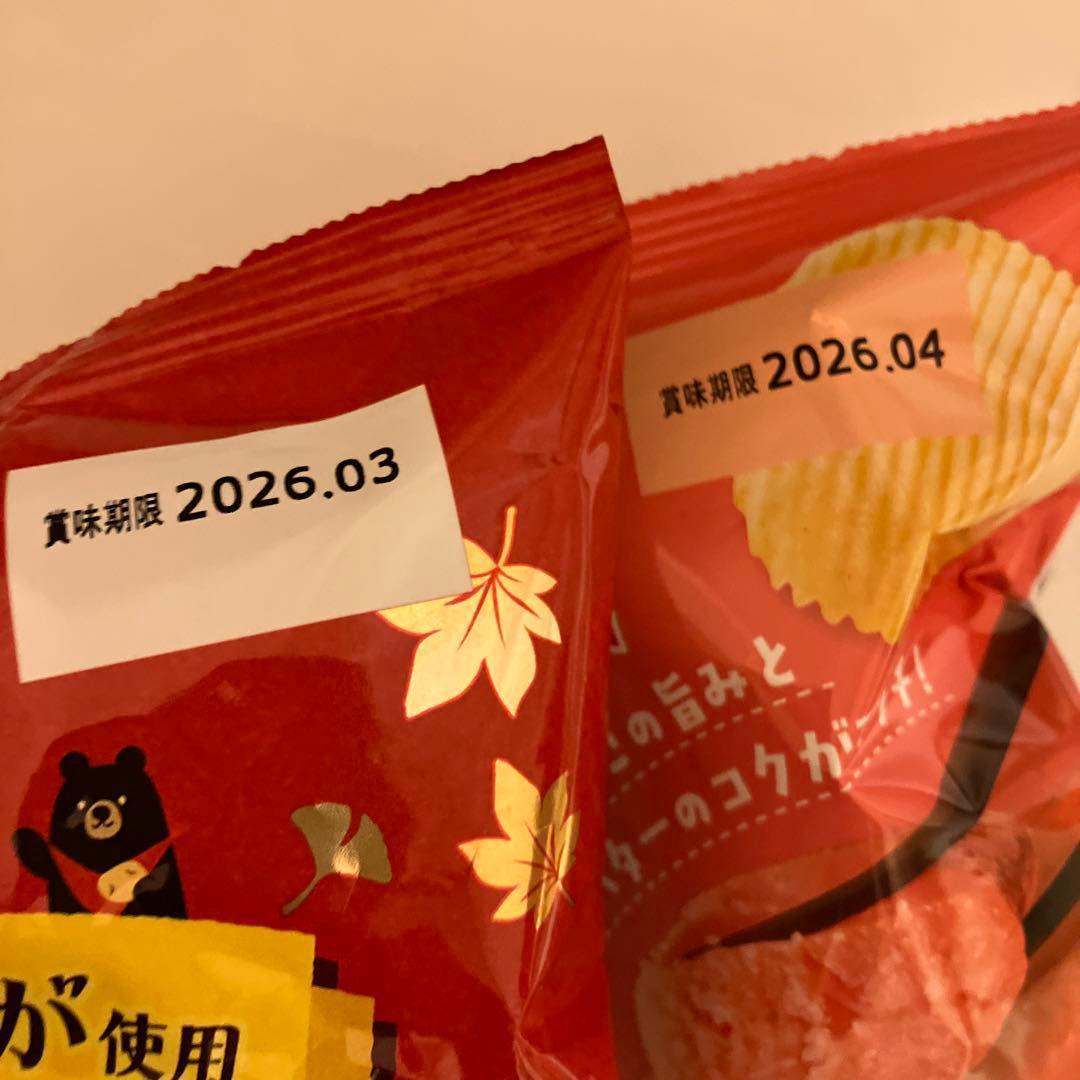 賞味期限 2026.03
が使用
賞味期限 2026.04
の旨みと
ターのコクが